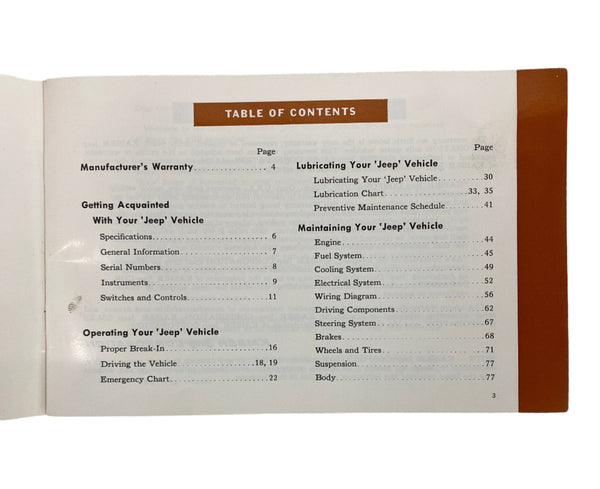 TABLE OF CONTENTS
Page
Manufacturer's Warranty.................. 4
Getting Acquainted
With Your 'Jeep' Vehicle
Specifications............................ 6
General Information...................... 7
Serial Numbers........................... 8
Instruments.............................. 9
Switches and Controls....................11
Operating Your 'Jeep' Vehicle
Proper Break-In.........................16
Driving the Vehicle...................18, 19
Emergency Chart.........................22
Page
Lubricating Your 'Jeep' Vehicle
Lubricating Your 'Jeep' Vehicle...........30
Lubrication Chart....................33, 35
Preventive Maintenance Schedule.........41
Maintaining Your 'Jeep' Vehicle
Engine..................................44
Fuel System.............................45
Cooling System..........................49
Electrical System.......................52
Wiring Diagram..........................56
Driving Components......................62
Steering System.........................67
Brakes..................................68
Wheels and Tires........................71
Suspension..............................77
Body....................................77
3